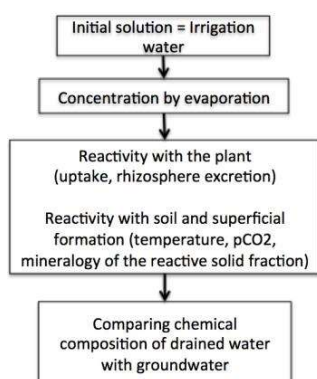 Initial solution = Irrigation
water
Concentration by evaporation
Reactivity with the plant
(uptake, rhizosphere excretion)
Reactivity with soil and superficial
formation (temperature, pCO2,
mineralogy of the reactive solid fraction)
Comparing chemical
composition of drained water
with groundwater